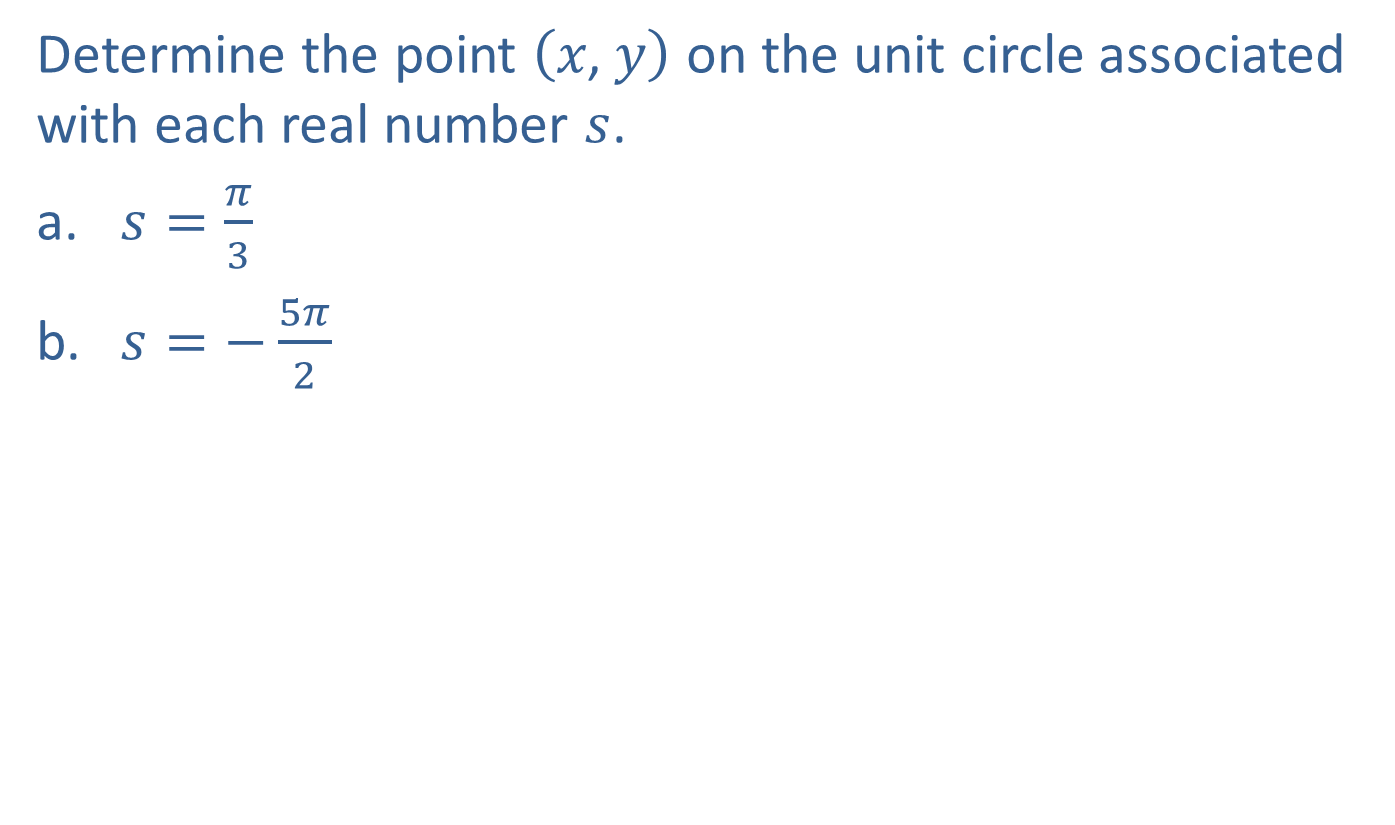 Determine the point (x, y) on the unit circle associated
with each real number s.
a. s = π/3
b. s = − 5π/2